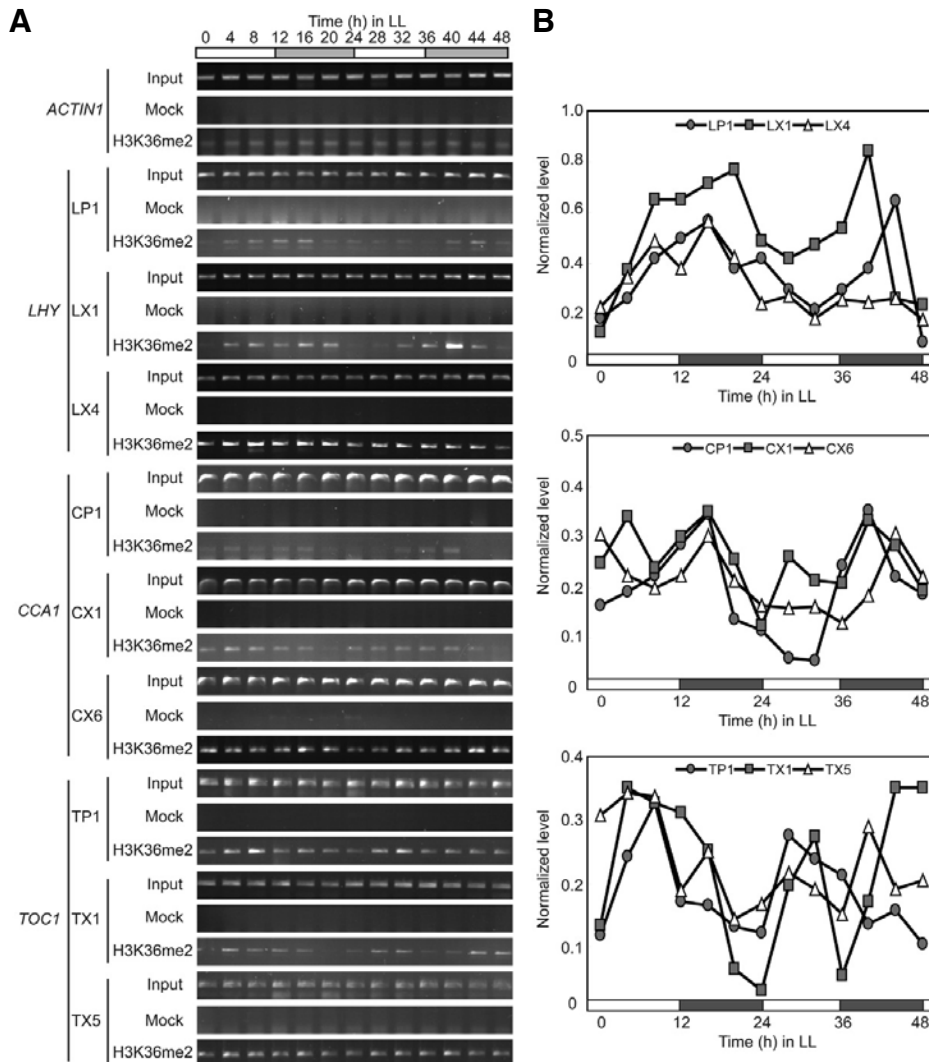 A
Time (h) in LL
0 4 8 12 16 20 24 28 32 36 40 44 48
ACTIN1
Input
Mock
H3K36me2
LHY
LP1
Input
Mock
H3K36me2
LX1
Input
Mock
H3K36me2
LX4
Input
Mock
H3K36me2
CCA1
CP1
Input
Mock
H3K36me2
CX1
Input
Mock
H3K36me2
CX6
Input
Mock
H3K36me2
TOC1
TP1
Input
Mock
H3K36me2
TX1
Input
Mock
H3K36me2
TX5
Input
Mock
H3K36me2
B
LP1 LX1 LX4
Normalized level
1.0
0.8
0.6
0.4
0.2
0
0 12 24 36 48
Time (h) in LL
CP1 CX1 CX6
Normalized level
0.5
0.4
0.3
0.2
0.1
0
0 12 24 36 48
Time (h) in LL
TP1 TX1 TX5
Normalized level
0.4
0.3
0.2
0.1
0
0 12 24 36 48
Time (h) in LL